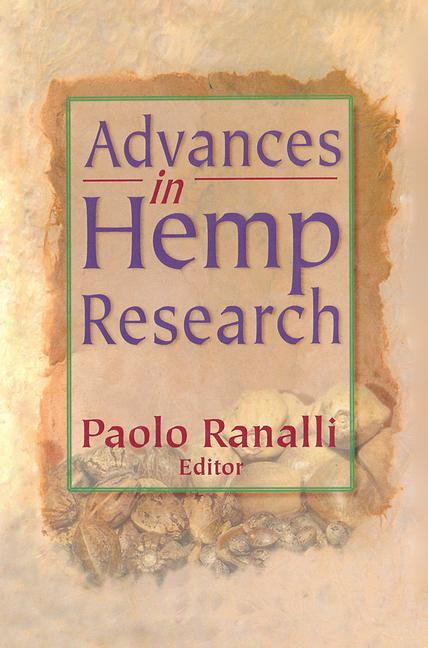 Advances
in
Hemp
Research
Paolo Ranalli
Editor